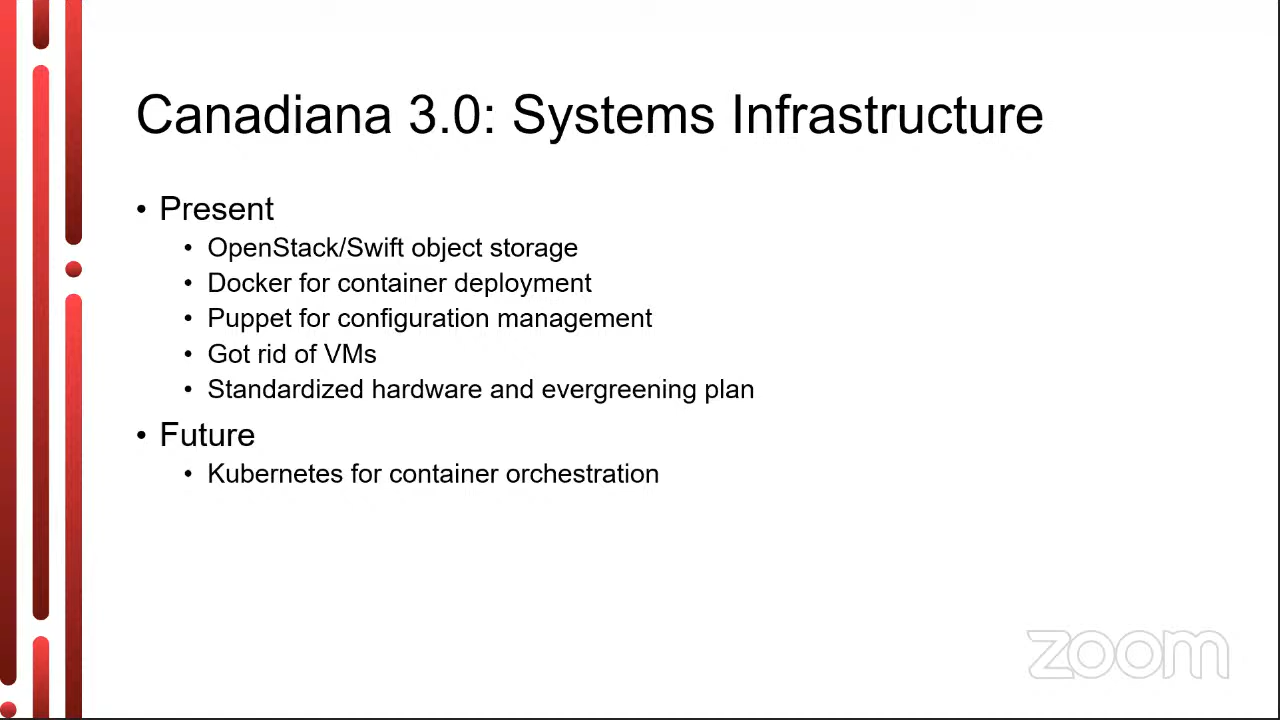 Canadiana 3.0: Systems Infrastructure
• Present
• OpenStack/Swift object storage
• Docker for container deployment
• Puppet for configuration management
• Got rid of VMs
• Standardized hardware and evergreening plan
• Future
• Kubernetes for container orchestration
zoom